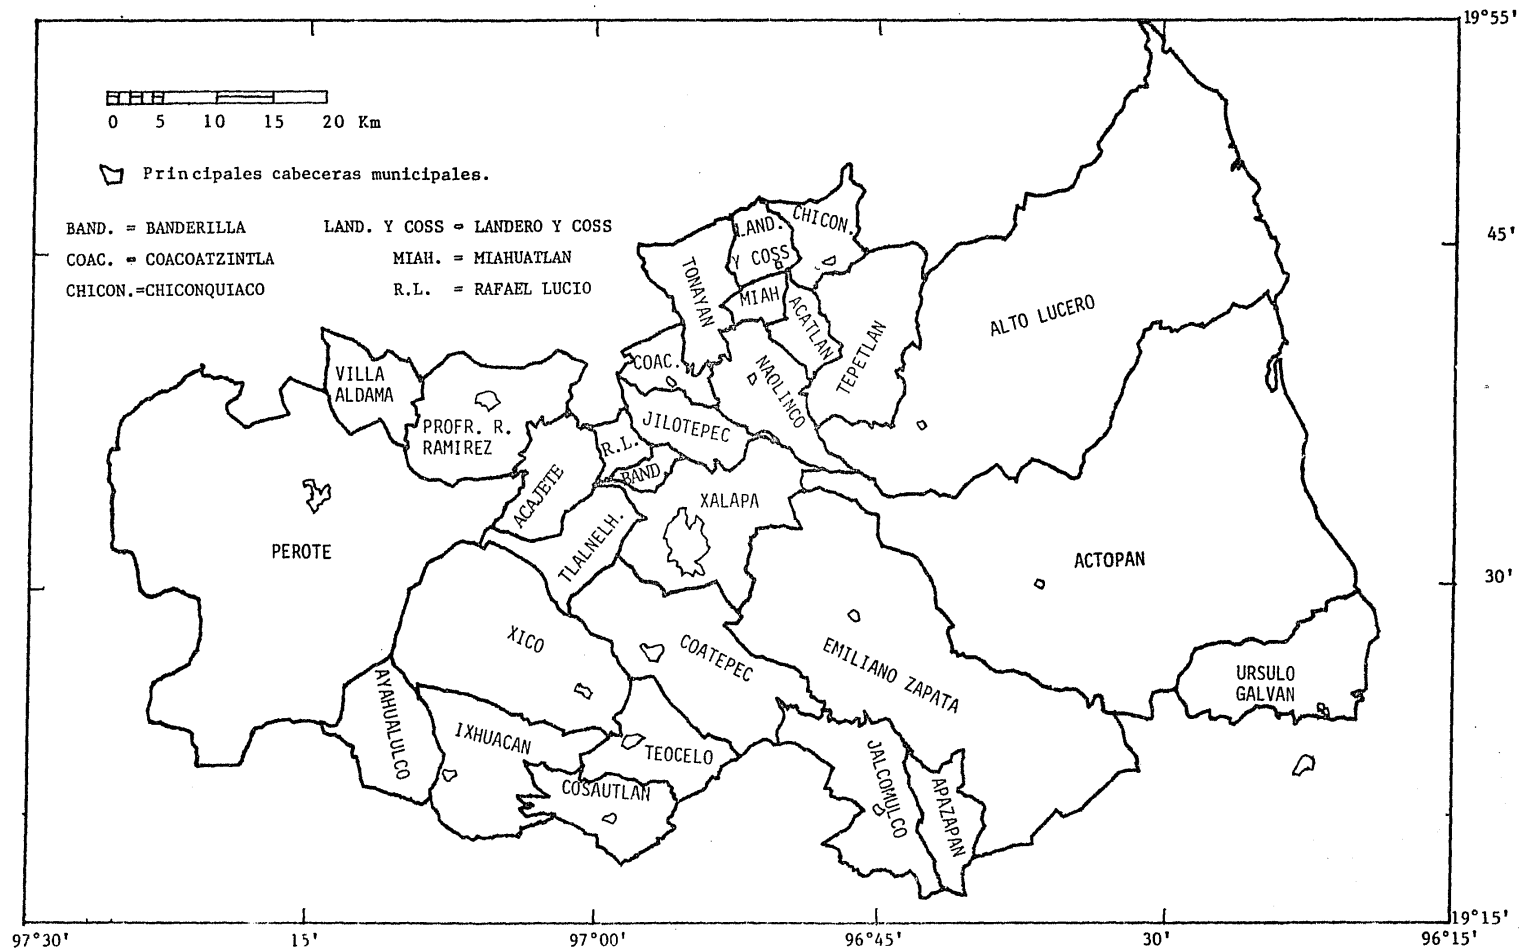 19°55'
0 5 10 15 20 Km
Principales cabeceras municipales.
BAND. = BANDERILLA
LAND. Y COSS = LANDERO Y COSS
COAC. = COACOATZINTLA
MIAH. = MIAHUATLAN
CHICON.=CHICONQUIACO
R.L. = RAFAEL LUCIO
45'
LAND.
Y COSS
CHICON.
TONAYAN
MIAH
ACATLAN
ALTO LUCERO
TEPETLAN
COAC.
NAOLINCO
VILLA
ALDAMA
PROFR. R.
RAMIREZ
JILOTEPEC
R.L.
BAND
ACAJETE
XALAPA
PEROTE
TLALNELH.
ACTOPAN
30'
XICO
COATEPEC
EMILIANO ZAPATA
URSULO
GALVAN
AYAHUALULCO
IXHUACAN
TEOCELO
COSAUTLAN
JALCOMULCO
APAZAPAN
19°15'
97°30'
15'
97°00'
96°45'
30'
96°15'